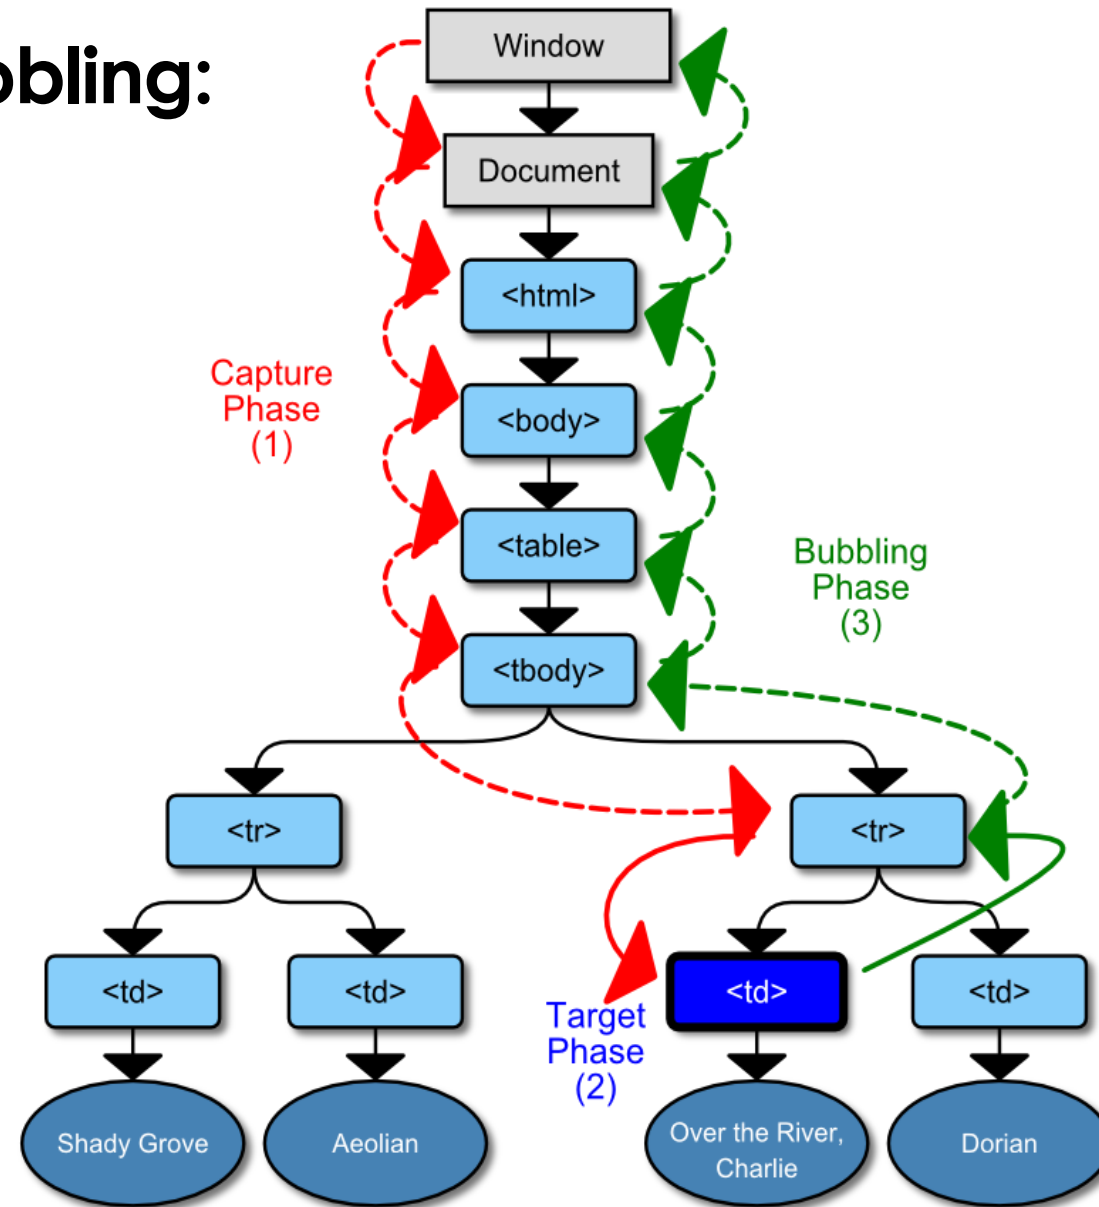 bbling:
Window
Document
<html>
Capture
Phase
(1)
<body>
<table>
Bubbling
Phase
(3)
<tbody>
<tr>
<tr>
<td>
<td>
<td>
<td>
Target
Phase
(2)
Shady Grove
Aeolian
Over the River,
Charlie
Dorian